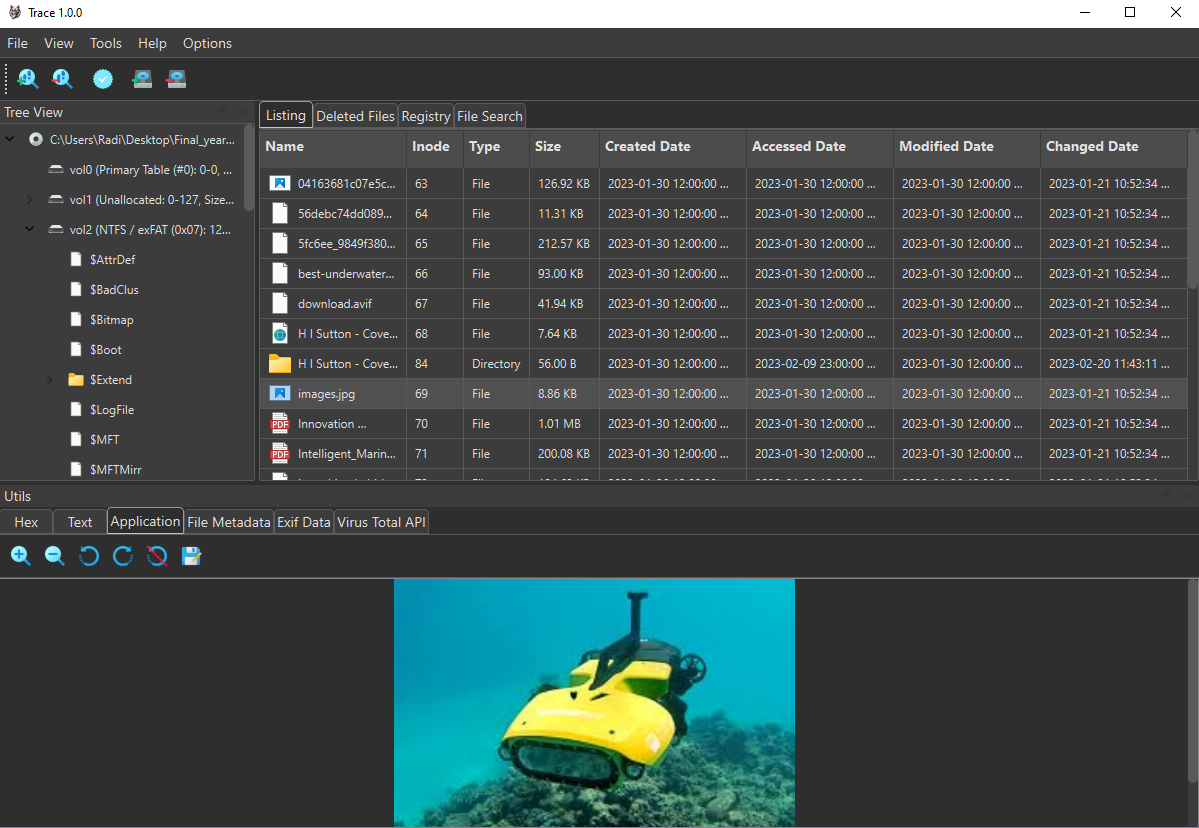 Trace 1.0.0
File View Tools Help Options
Tree View
C:\Users\Radi\Desktop\Final_year...
vol0 (Primary Table (#0): 0-0, ...
vol1 (Unallocated: 0-127, Size...
vol2 (NTFS / exFAT (0x07): 12...
$AttrDef
$BadClus
$Bitmap
$Boot
$Extend
$LogFile
$MFT
$MFTMirr
Listing Deleted Files Registry File Search
Name Inode Type Size Created Date Accessed Date Modified Date Changed Date
04163681c07e5c... 63 File 126.92 KB 2023-01-30 12:00:00 ... 2023-01-30 12:00:00 ... 2023-01-30 12:00:00 ... 2023-01-21 10:52:34 ...
56debc74dd089... 64 File 11.31 KB 2023-01-30 12:00:00 ... 2023-01-30 12:00:00 ... 2023-01-30 12:00:00 ... 2023-01-21 10:52:34 ...
5fc6ee_9849f380... 65 File 212.57 KB 2023-01-30 12:00:00 ... 2023-01-30 12:00:00 ... 2023-01-30 12:00:00 ... 2023-01-21 10:52:34 ...
best-underwater... 66 File 93.00 KB 2023-01-30 12:00:00 ... 2023-01-30 12:00:00 ... 2023-01-30 12:00:00 ... 2023-01-21 10:52:34 ...
download.avif 67 File 41.94 KB 2023-01-30 12:00:00 ... 2023-01-30 12:00:00 ... 2023-01-30 12:00:00 ... 2023-01-21 10:52:34 ...
H I Sutton - Cove... 68 File 7.64 KB 2023-01-30 12:00:00 ... 2023-01-30 12:00:00 ... 2023-01-30 12:00:00 ... 2023-01-21 10:52:34 ...
H I Sutton - Cove... 84 Directory 56.00 B 2023-01-30 12:00:00 ... 2023-02-09 23:00:00 ... 2023-01-30 12:00:00 ... 2023-02-20 11:43:11 ...
images.jpg 69 File 8.86 KB 2023-01-30 12:00:00 ... 2023-01-30 12:00:00 ... 2023-01-30 12:00:00 ... 2023-01-21 10:52:34 ...
Innovation ... 70 File 1.01 MB 2023-01-30 12:00:00 ... 2023-01-30 12:00:00 ... 2023-01-30 12:00:00 ... 2023-01-21 10:52:34 ...
Intelligent_Marin... 71 File 200.08 KB 2023-01-30 12:00:00 ... 2023-01-30 12:00:00 ... 2023-01-30 12:00:00 ... 2023-01-21 10:52:34 ...
Utils
Hex Text Application File Metadata Exif Data Virus Total API